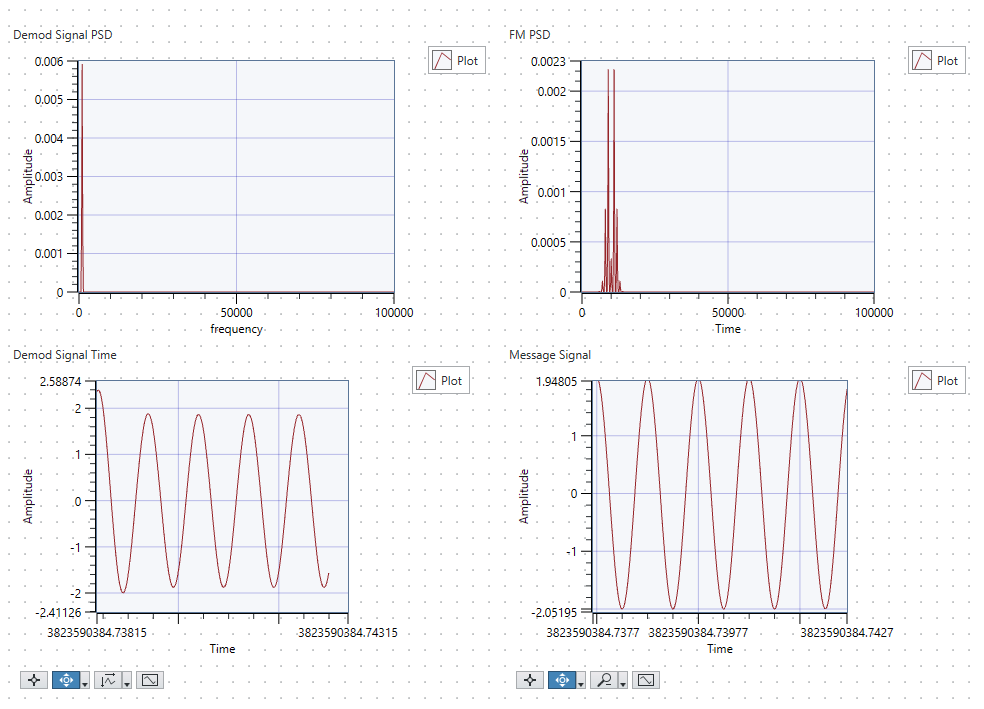 Demod Signal PSD
Plot
0.006
0.005
0.004
0.003
0.002
0.001
0
Amplitude
0
50000
100000
frequency
FM PSD
Plot
0.0023
0.002
0.0015
0.001
0.0005
0
Amplitude
0
50000
100000
Time
Demod Signal Time
Plot
2.58874
2
1
0
-1
-2
-2.41126
Amplitude
3823590384.73815
3823590384.74315
Time
Message Signal
Plot
1.94805
1
0
-1
-2.05195
Amplitude
3823590384.7377
3823590384.73977
3823590384.7427
Time